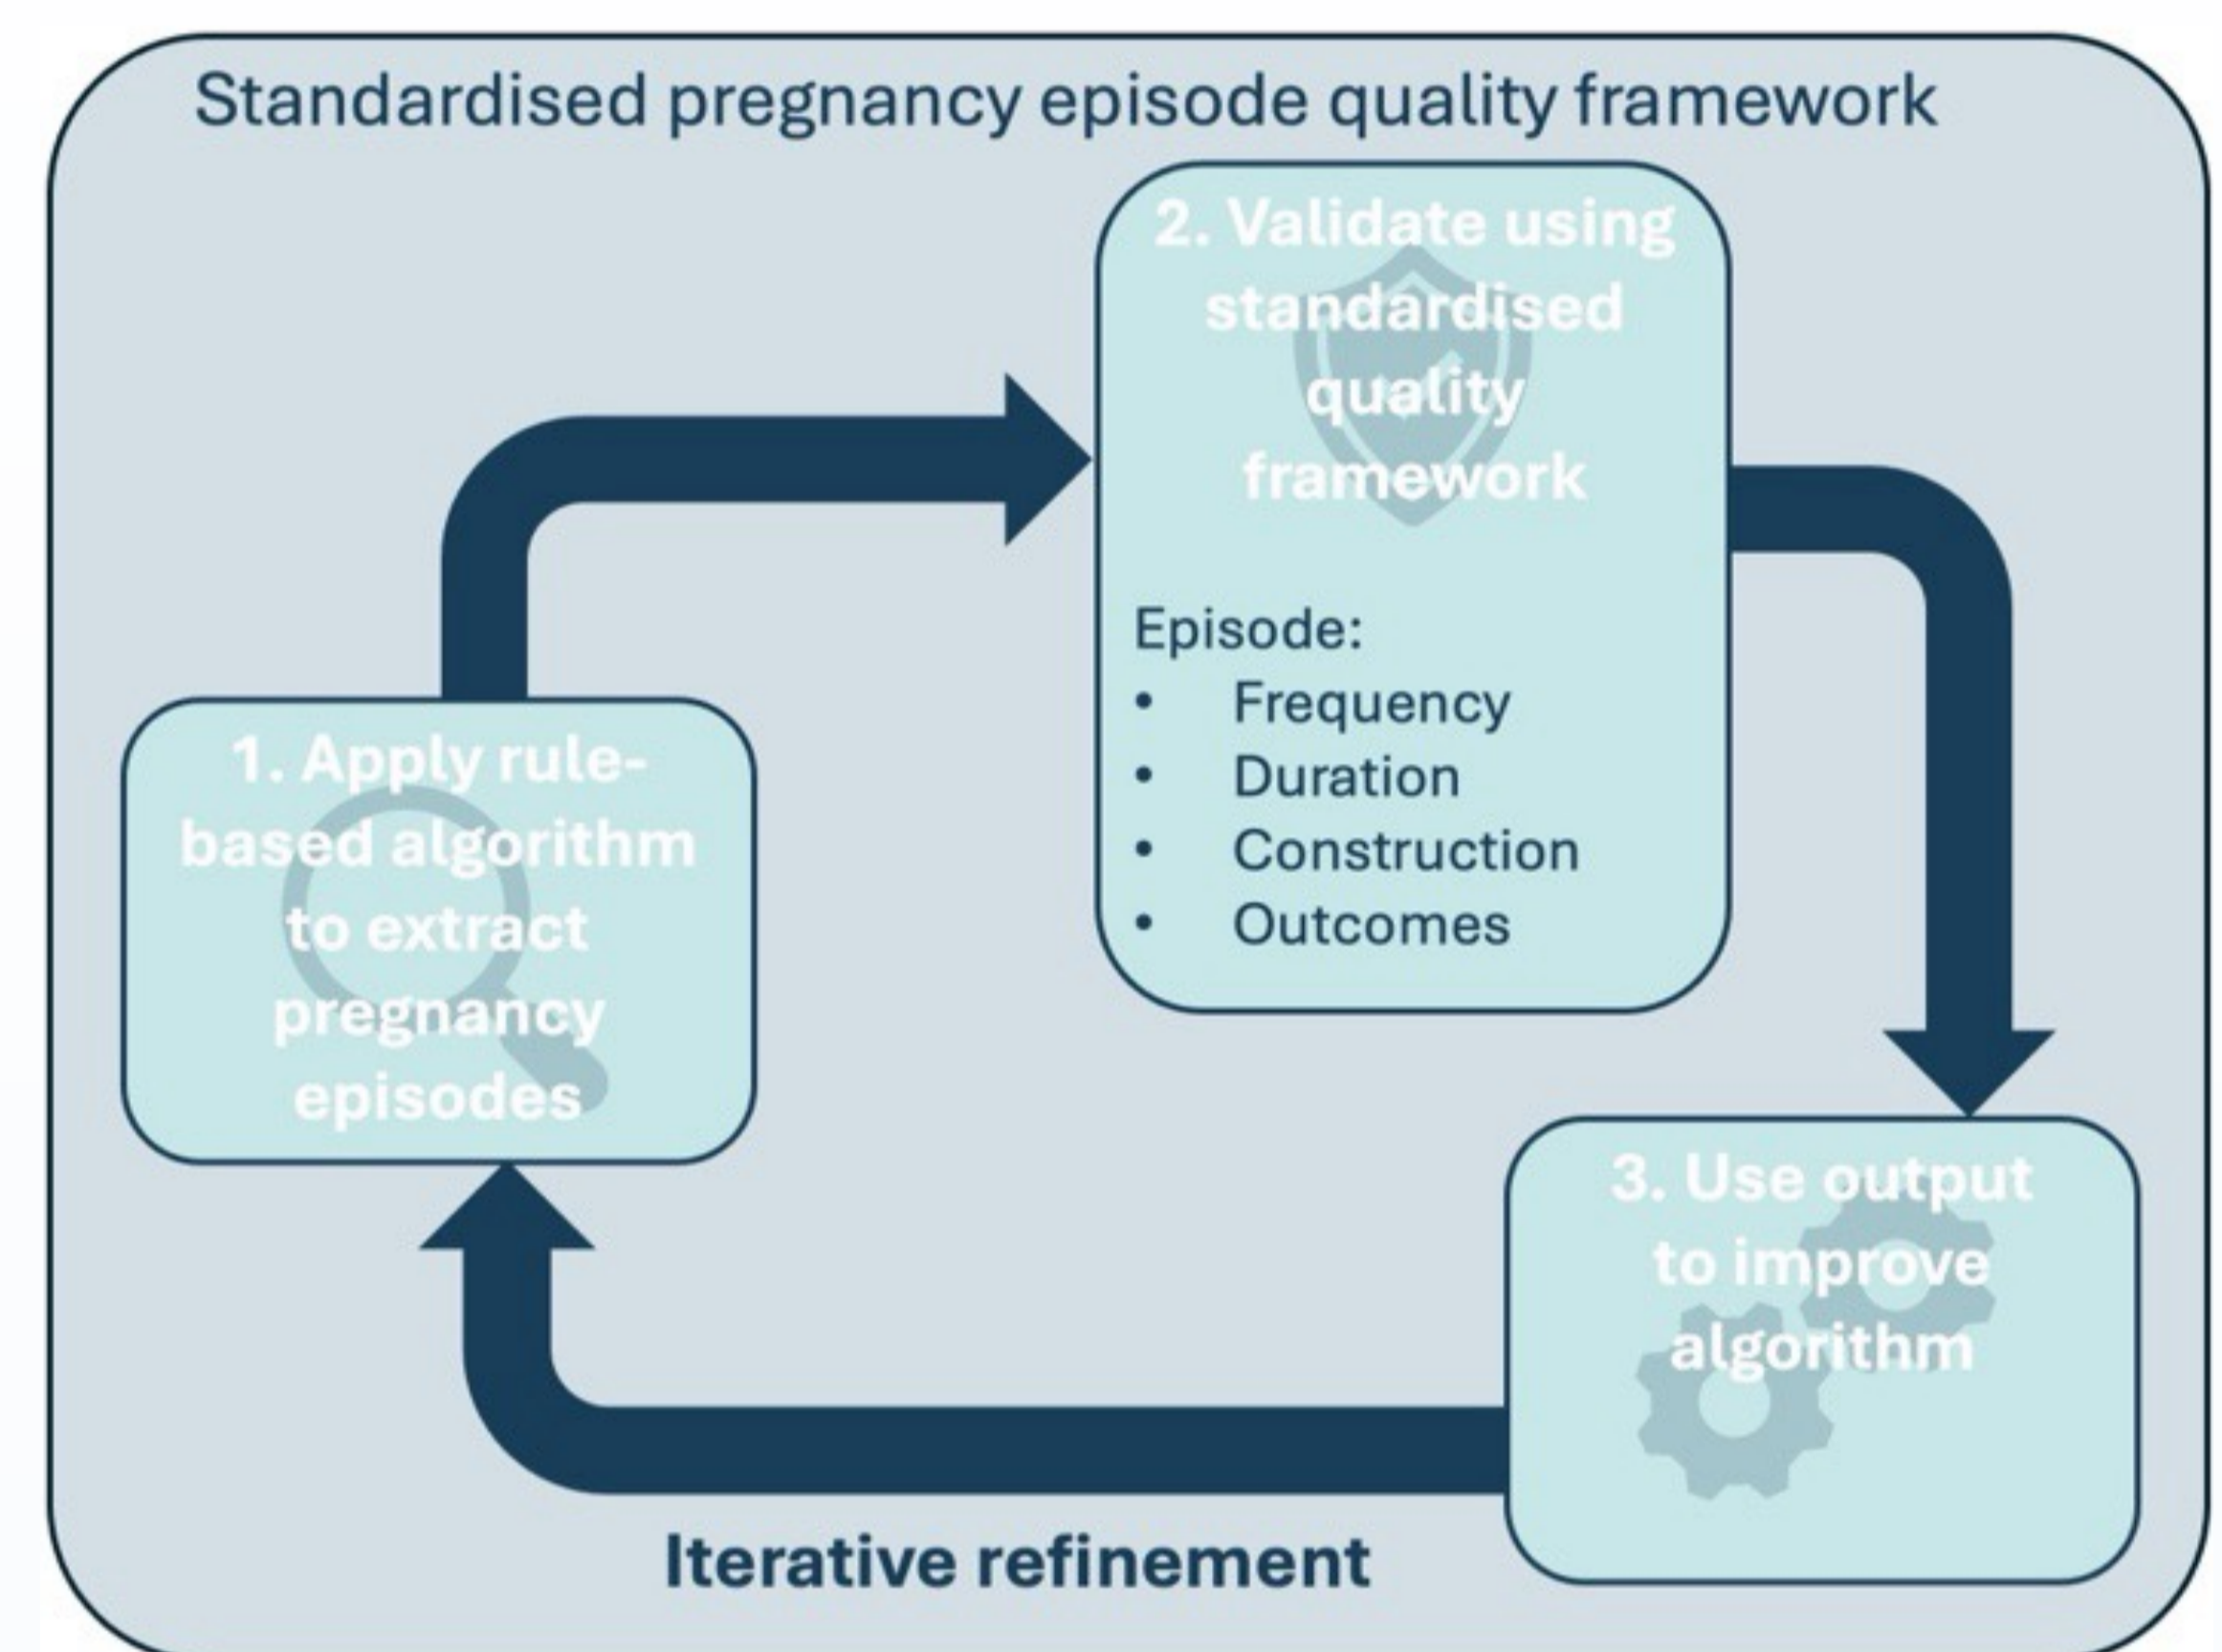 Standardised pregnancy episode quality framework
1. Apply rule-
based algorithm
to extract
pregnancy
episodes
2. Validate using
standardised
quality
framework
Episode:
• Frequency
• Duration
• Construction
• Outcomes
3. Use output
to improve
algorithm
Iterative refinement